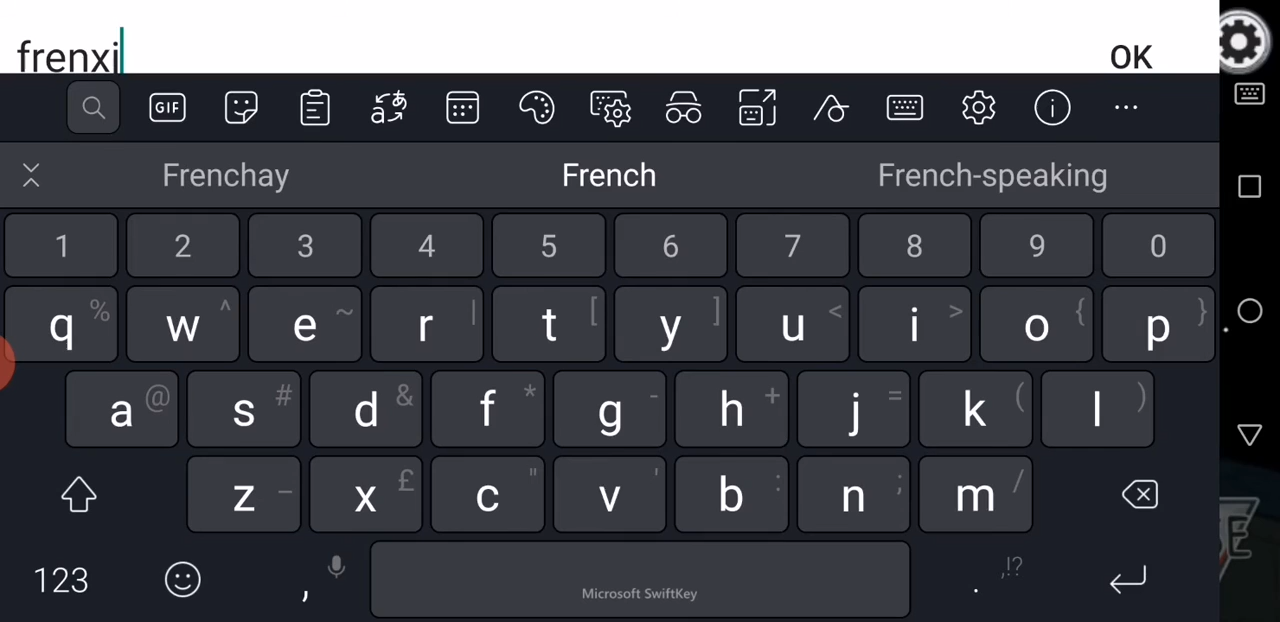 frenxi
OK
GIF
Frenchay French French-speaking
1 2 3 4 5 6 7 8 9 0
q % w ^ e ~ r | t [ y ] u < i > o { p }
a @ s # d & f * g - h + j = k ( l )
z _ x £ c " v ' b : n ; m /
123 , Microsoft SwiftKey . ,!?